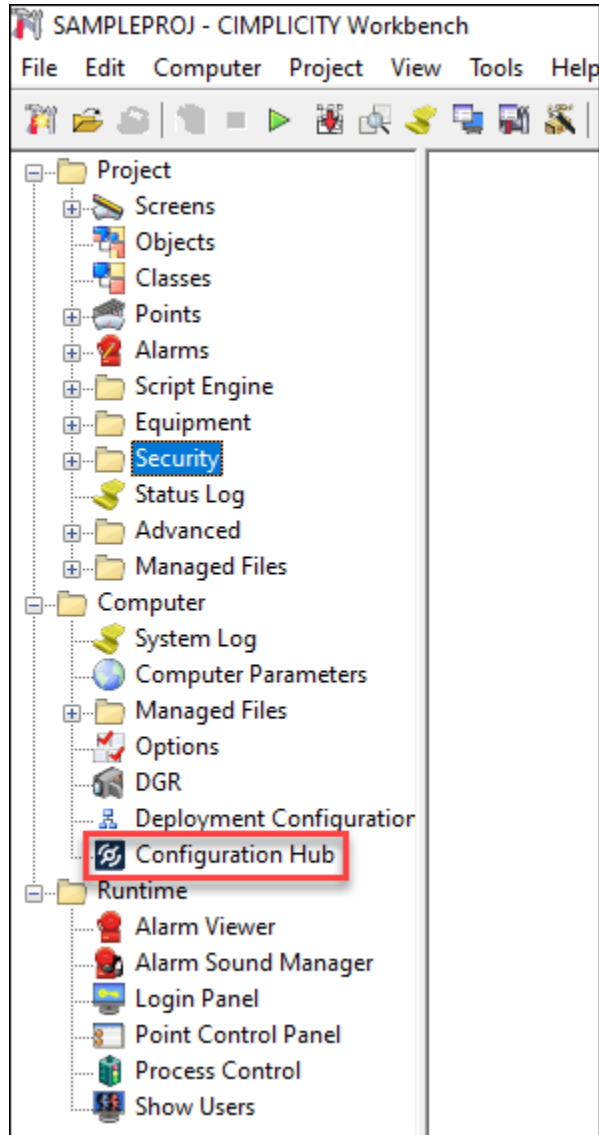 SAMPLEPROJ - CIMPLICITY Workbench
File Edit Computer Project View Tools Help
Project
Screens
Objects
Classes
Points
Alarms
Script Engine
Equipment
Security
Status Log
Advanced
Managed Files
Computer
System Log
Computer Parameters
Managed Files
Options
DGR
Deployment Configuration
Configuration Hub
Runtime
Alarm Viewer
Alarm Sound Manager
Login Panel
Point Control Panel
Process Control
Show Users